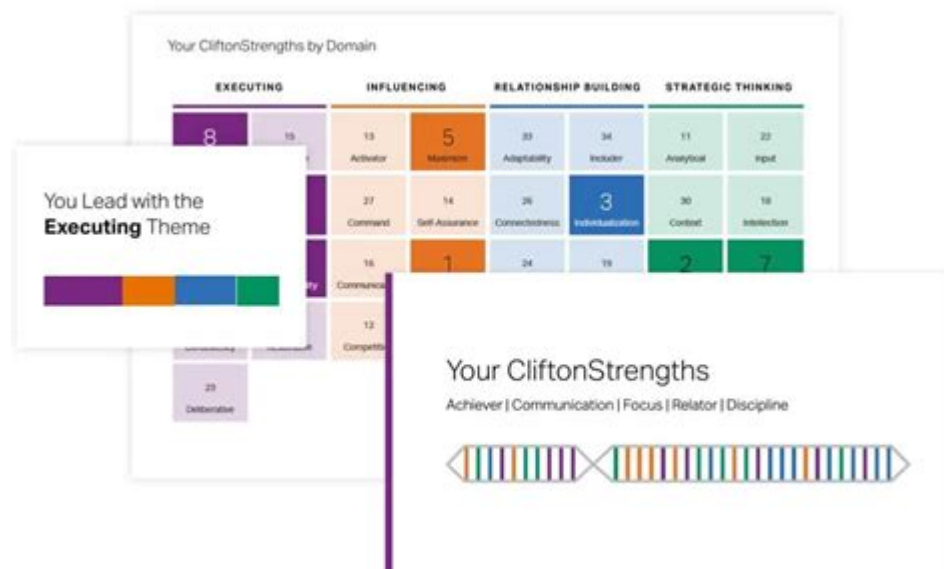 Your CliftonStrengths by Domain
EXECUTING INFLUENCING RELATIONSHIP BUILDING STRATEGIC THINKING
8 15 13 5 33 34 11 22
Activator Maximizer Adaptability Includer Analytical Input
27 14 26 3 30 18
Command Self-Assurance Connectedness Individualization Context Intellection
16 1 24 19 2 7
12
23
Deliberative
You Lead with the
Executing Theme
Your CliftonStrengths
Achiever | Communication | Focus | Relator | Discipline